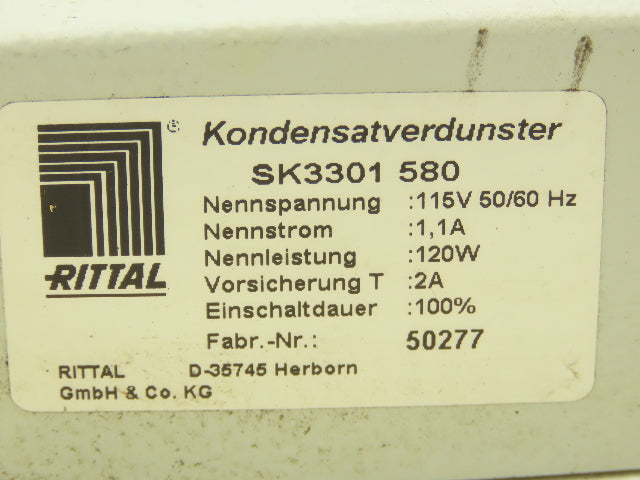 ®
Kondensatverdunster
SK3301 580
Nennspannung :115V 50/60 Hz
Nennstrom :1,1A
Nennleistung :120W
Vorsicherung T :2A
Einschaltdauer :100%
Fabr.-Nr.: 50277
RITTAL
RITTAL D-35745 Herborn
GmbH & Co. KG